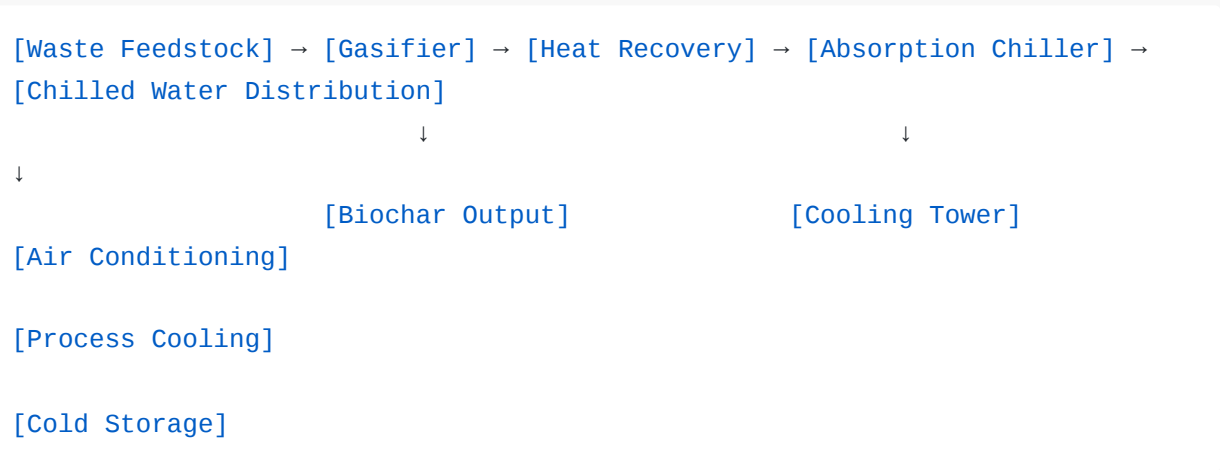 [Waste Feedstock] → [Gasifier] → [Heat Recovery] → [Absorption Chiller] →
[Chilled Water Distribution]
↓ ↓
↓
[Biochar Output] [Cooling Tower]
[Air Conditioning]
[Process Cooling]
[Cold Storage]